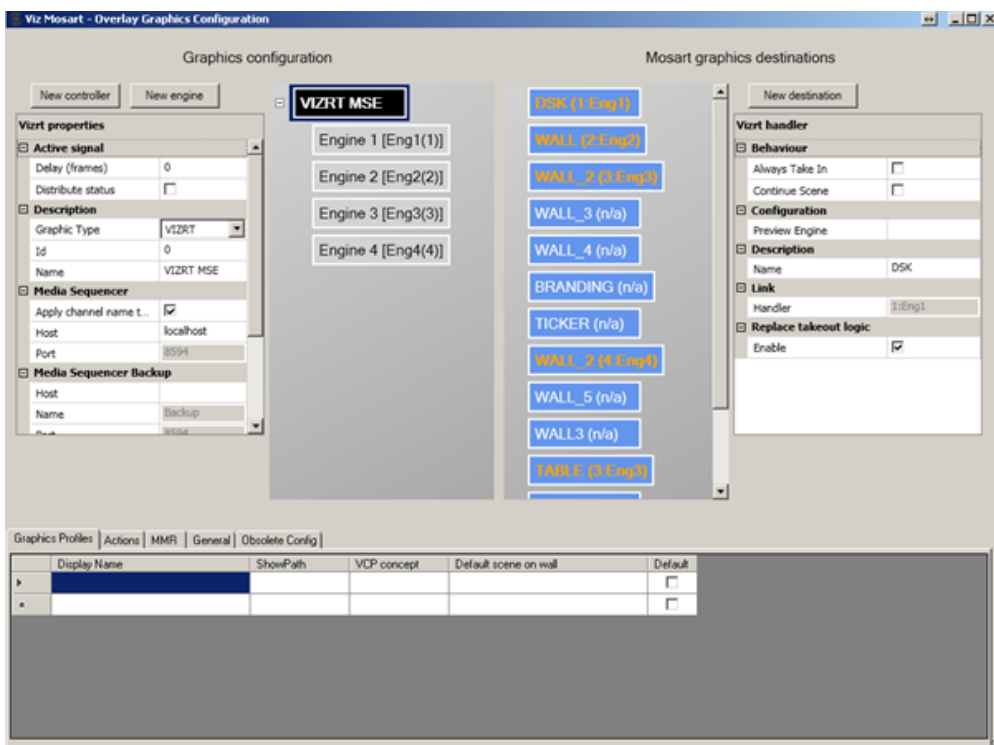 Viz Mosart - Overlay Graphics Configuration
Graphics configuration
Mosart graphics destinations
New controller
New engine
Vizrt properties
Active signal
Delay (frames) 0
Distribute status
Description
Graphic Type VIZRT
Id 0
Name VIZRT MSE
Media Sequencer
Apply channel name t...
Host localhost
Port 8594
Media Sequencer Backup
Host
Name Backup
Port 8594
VIZRT MSE
Engine 1 [Eng1(1)]
Engine 2 [Eng2(2)]
Engine 3 [Eng3(3)]
Engine 4 [Eng4(4)]
DSK (1:Eng1)
WALL (2:Eng2)
WALL_2 (3:Eng3)
WALL_3 (n/a)
WALL_4 (n/a)
BRANDING (n/a)
TICKER (n/a)
WALL_2 (4:Eng4)
WALL_5 (n/a)
WALL3 (n/a)
TABLE (3:Eng3)
New destination
Vizrt handler
Behaviour
Always Take In
Continue Scene
Configuration
Preview Engine
Description
Name DSK
Link
Handler 1:Eng1
Replace takeout logic
Enable
Graphics Profiles Actions MMR General Obsolete Config
Display Name ShowPath VCP concept Default scene on wall Default